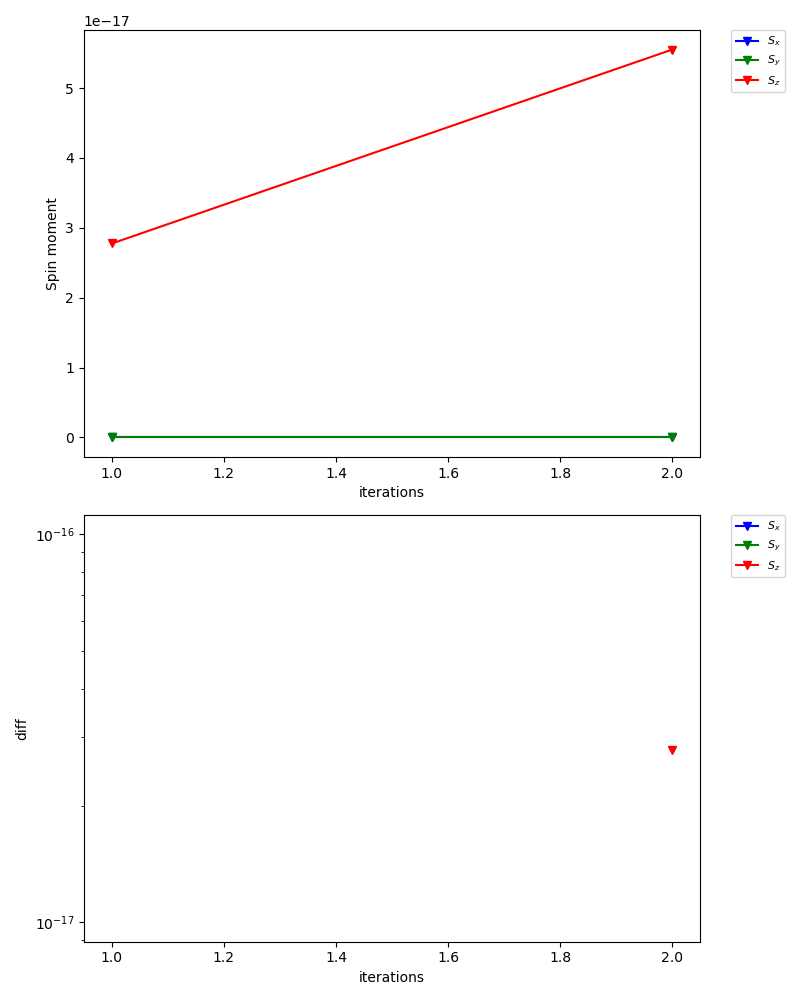 1e−17
5
4
3
2
1
0
Spin moment
1.0 1.2 1.4 1.6 1.8 2.0
iterations
S_x
S_y
S_z
10^{−16}
10^{−17}
diff
1.0 1.2 1.4 1.6 1.8 2.0
iterations
S_x
S_y
S_z